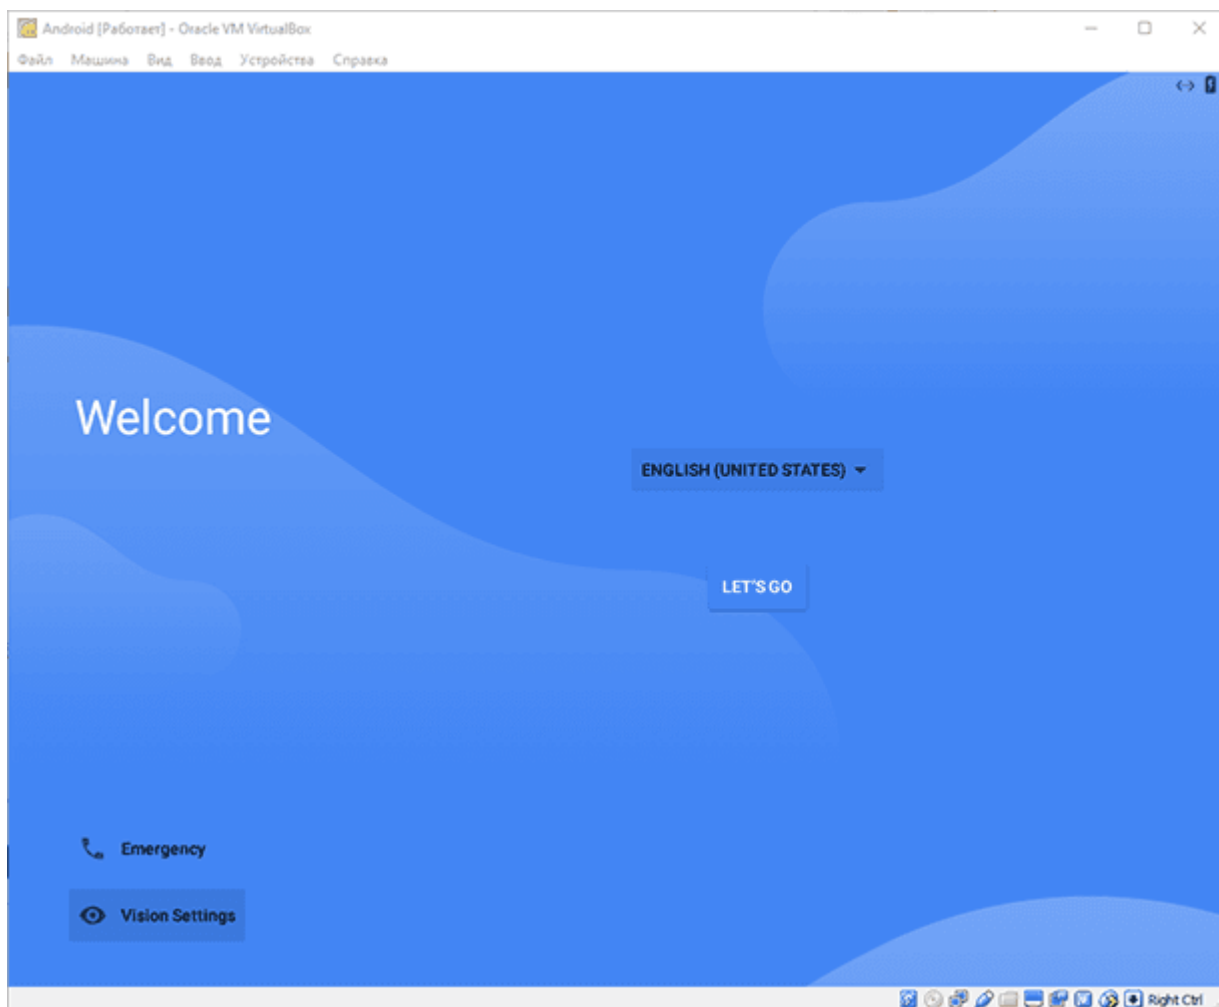 Android [Работает] - Oracle VM VirtualBox
Файл Машина Вид Ввод Устройства Справка
Welcome
ENGLISH (UNITED STATES)
LET'S GO
Emergency
Vision Settings
Right Ctrl